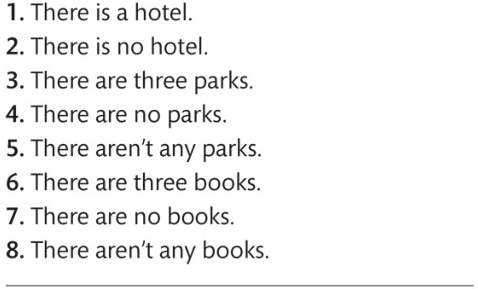 1. There is a hotel.
2. There is no hotel.
3. There are three parks.
4. There are no parks.
5. There aren’t any parks.
6. There are three books.
7. There are no books.
8. There aren’t any books.